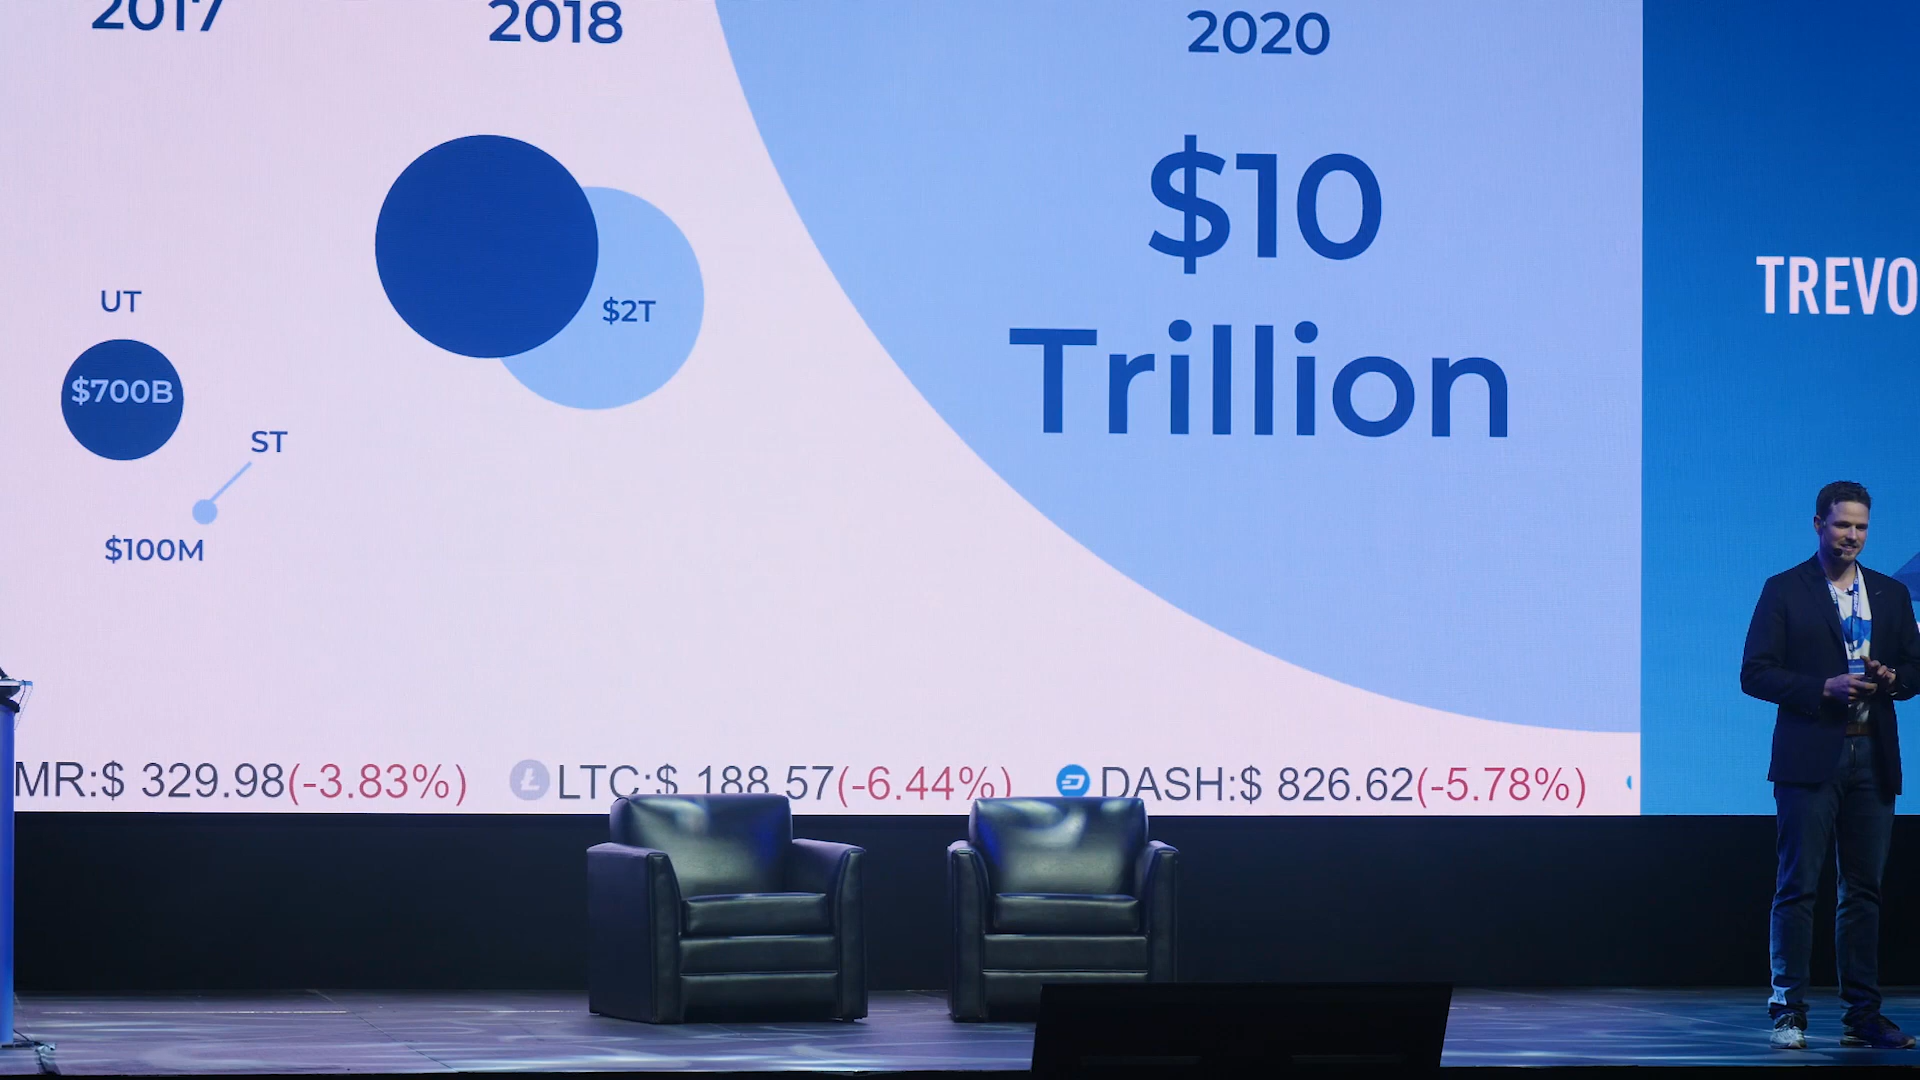 2017
2018
2020
$10
Trillion
TREVO
UT
$700B
$2T
ST
$100M
MR:$ 329.98(-3.83%)
LTC:$ 188.57(-6.44%)
DASH:$ 826.62(-5.78%)